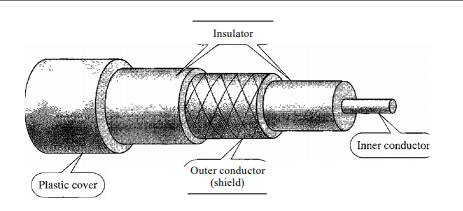 Insulator
Inner conductor
Outer conductor
(shield)
Plastic cover